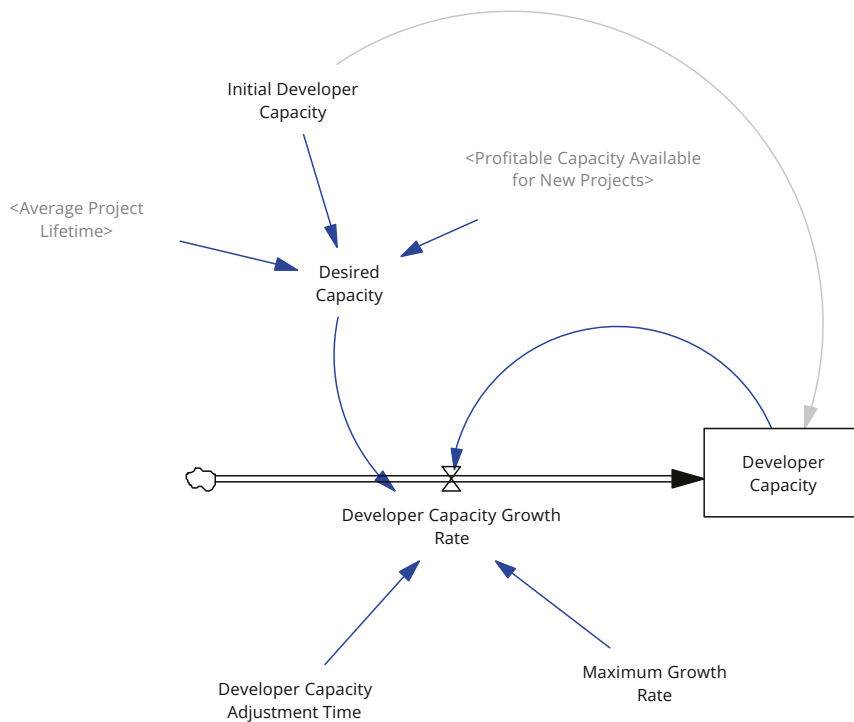 Initial Developer
Capacity
<Profitable Capacity Available
for New Projects>
<Average Project
Lifetime>
Desired
Capacity
Developer
Capacity
Developer Capacity Growth
Rate
Developer Capacity
Adjustment Time
Maximum Growth
Rate